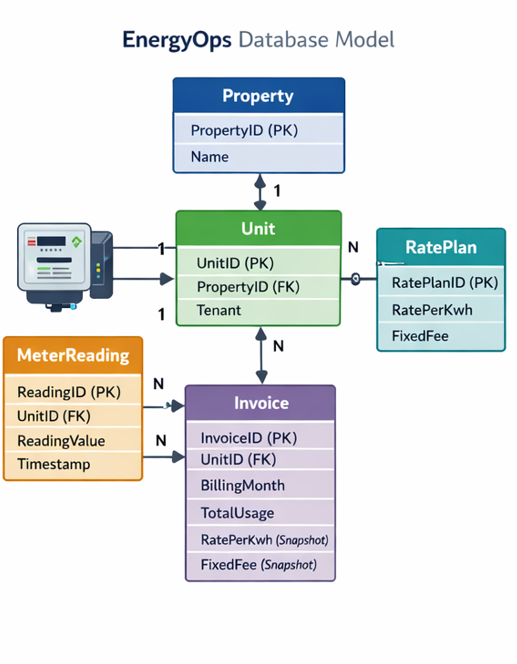 EnergyOps Database Model
Property
PropertyID (PK)
Name
1
Unit
UnitID (PK)
PropertyID (FK)
Tenant
1
1
N
RatePlan
RatePlanID (PK)
RatePerKwh
FixedFee
N
MeterReading
ReadingID (PK)
UnitID (FK)
ReadingValue
Timestamp
N
N
Invoice
InvoiceID (PK)
UnitID (FK)
BillingMonth
TotalUsage
RatePerKwh (Snapshot)
FixedFee (Snapshot)